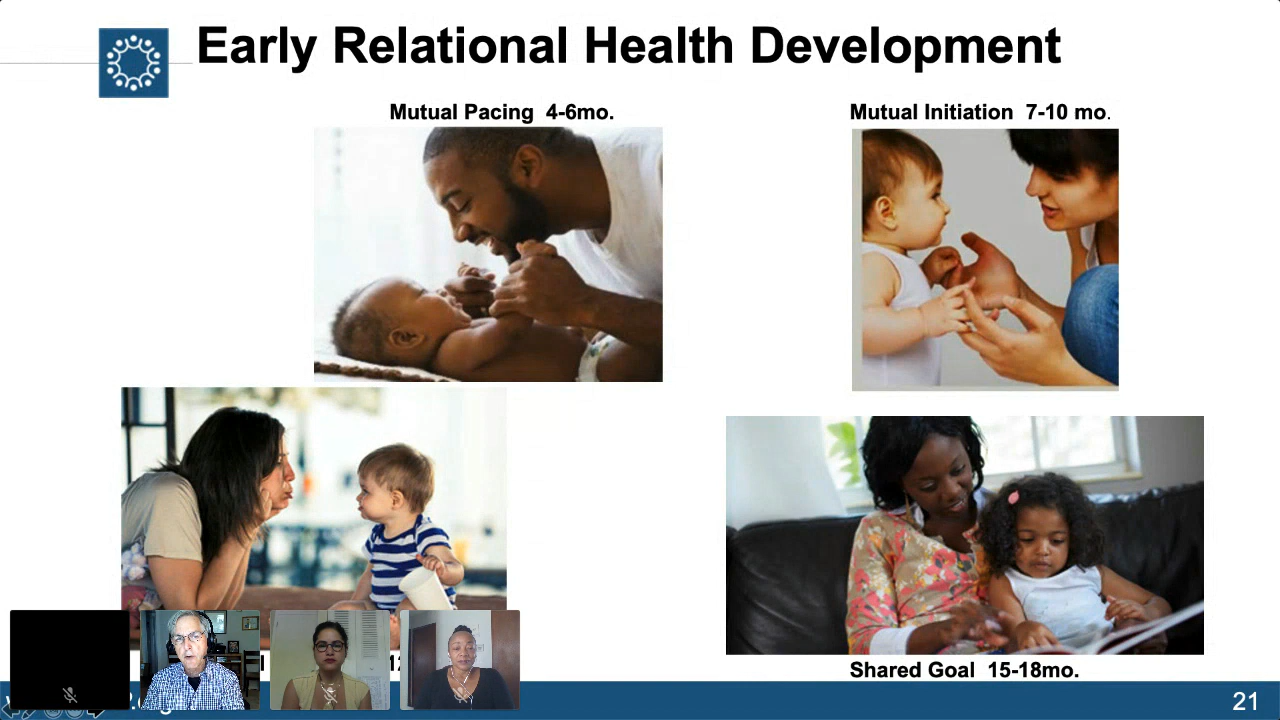 Early Relational Health Development
Mutual Pacing 4-6mo.
Mutual Initiation 7-10 mo.
Shared Goal 15-18mo.
21